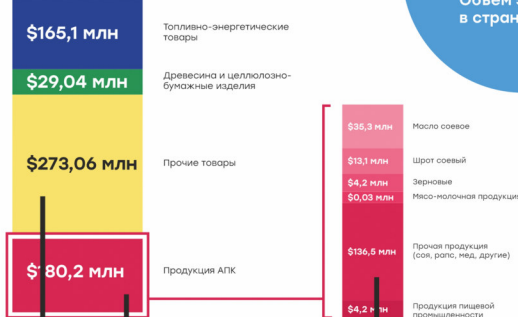 Объем
в стран
$165,1 млн
Топливно-энергетические
товары
$29,04 млн
Древесина и целлюлозно-
бумажные изделия
$273,06 млн
Прочие товары
80,2 млн
Продукция АПК
$35,3 млн
Масло соевое
$13,1 млн
Шрот соевый
$4,2 млн
Зерновые
$0,03 млн
Мясо-молочная продукция
$136,5 млн
Прочая продукция
(соя, рапс, мед, другие)
$4,2 млн
Продукция пищевой
промышленности